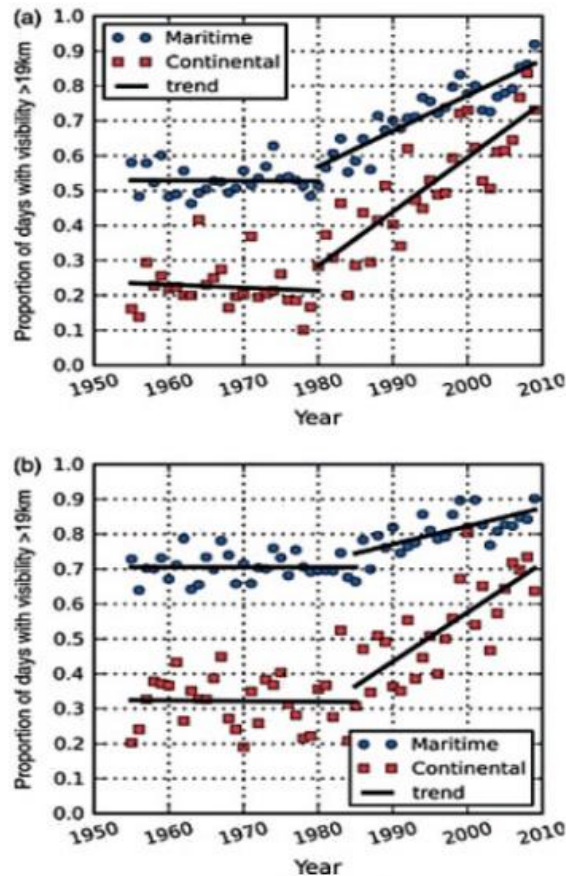 (a)
Maritime
Continental
trend
Proportion of days with visibility >19km
1.0
0.9
0.8
0.7
0.6
0.5
0.4
0.3
0.2
0.1
0.0
1950 1960 1970 1980 1990 2000 2010
Year
(b)
Proportion of days with visibility >19km
1.0
0.9
0.8
0.7
0.6
0.5
0.4
0.3
0.2
0.1
0.0
Maritime
Continental
trend
1950 1960 1970 1980 1990 2000 2010
Year